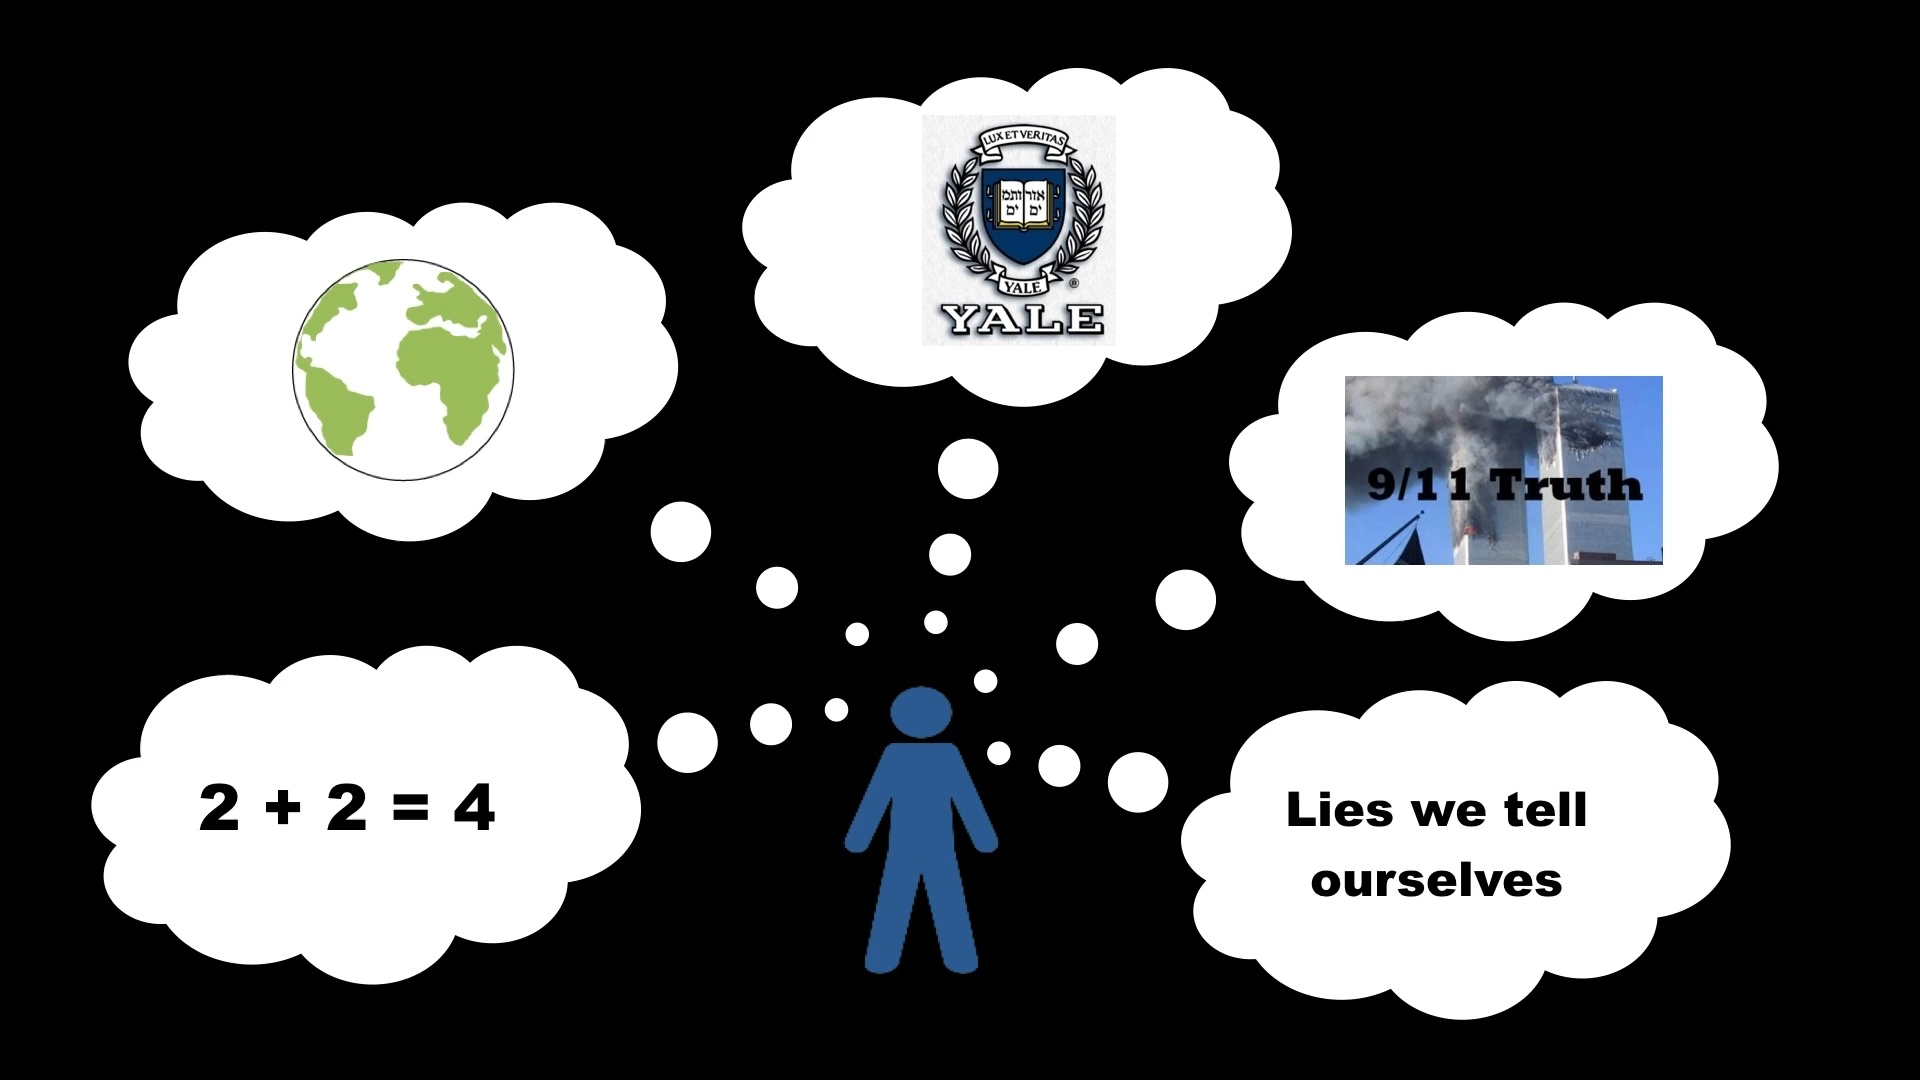 LUX ET VERITAS
אורים
ותמים
YALE
®
YALE
9/11 Truth
2 + 2 = 4
Lies we tell
ourselves